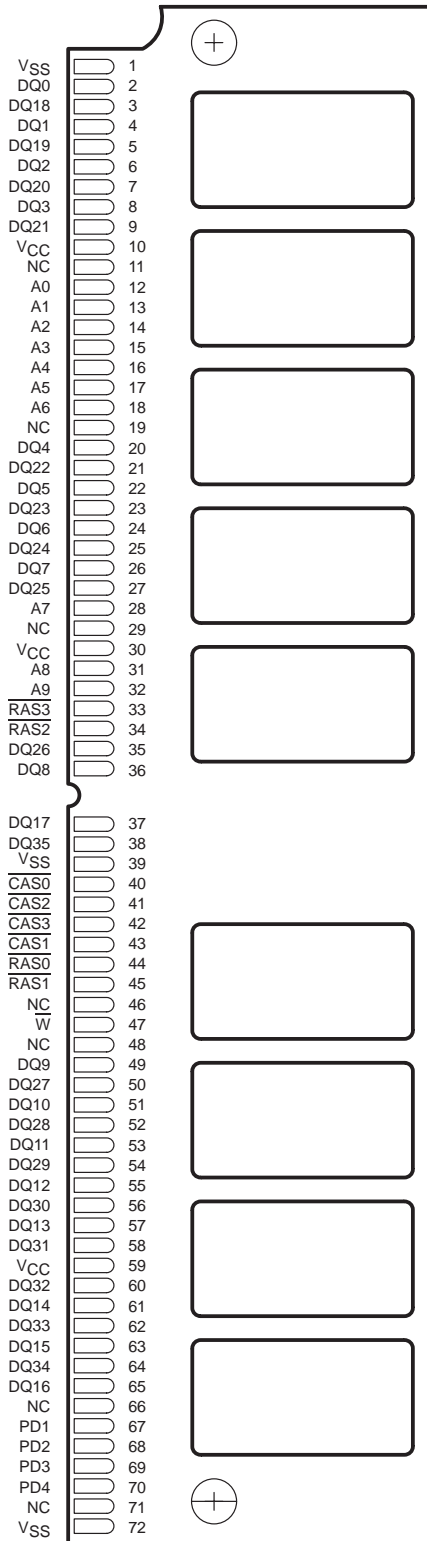 VSS 1
DQ0 2
DQ18 3
DQ1 4
DQ19 5
DQ2 6
DQ20 7
DQ3 8
DQ21 9
VCC 10
NC 11
A0 12
A1 13
A2 14
A3 15
A4 16
A5 17
A6 18
NC 19
DQ4 20
DQ22 21
DQ5 22
DQ23 23
DQ6 24
DQ24 25
DQ7 26
DQ25 27
A7 28
NC 29
VCC 30
A8 31
A9 32
RAS3 33
RAS2 34
DQ26 35
DQ8 36
DQ17 37
DQ35 38
VSS 39
CAS0 40
CAS2 41
CAS3 42
CAS1 43
RAS0 44
RAS1 45
NC 46
W 47
NC 48
DQ9 49
DQ27 50
DQ10 51
DQ28 52
DQ11 53
DQ29 54
DQ12 55
DQ30 56
DQ13 57
DQ31 58
VCC 59
DQ32 60
DQ14 61
DQ33 62
DQ15 63
DQ34 64
DQ16 65
NC 66
PD1 67
PD2 68
PD3 69
PD4 70
NC 71
VSS 72